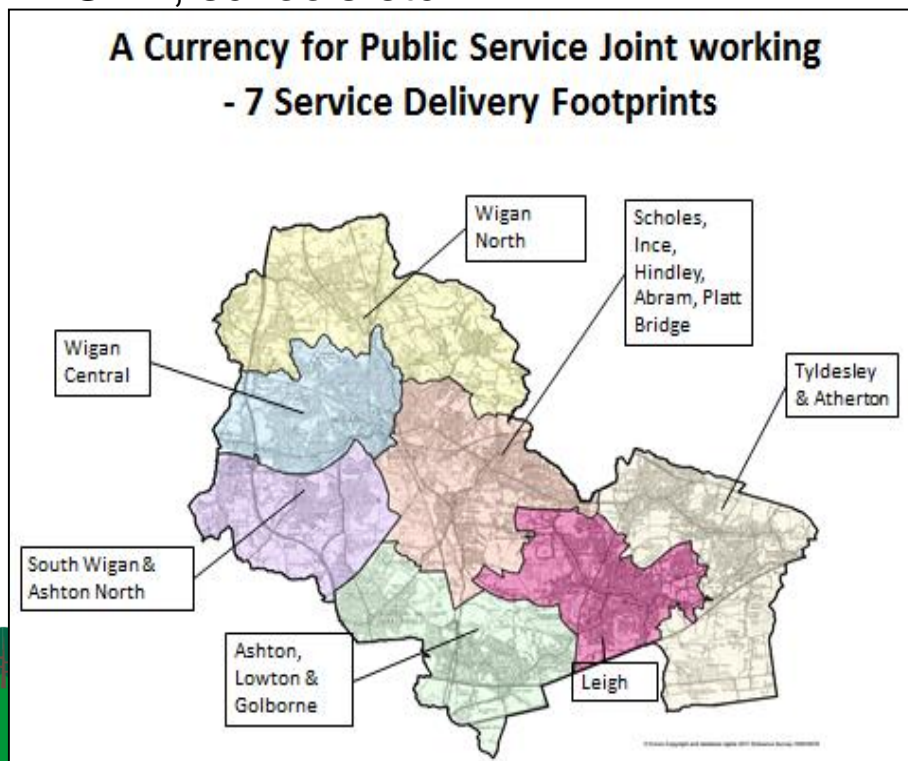 A Currency for Public Service Joint working
- 7 Service Delivery Footprints
Wigan
North
Scholes,
Ince,
Hindley,
Abram, Platt
Bridge
Wigan
Central
Tyldesley
& Atherton
South Wigan &
Ashton North
Ashton,
Lowton &
Golborne
Leigh